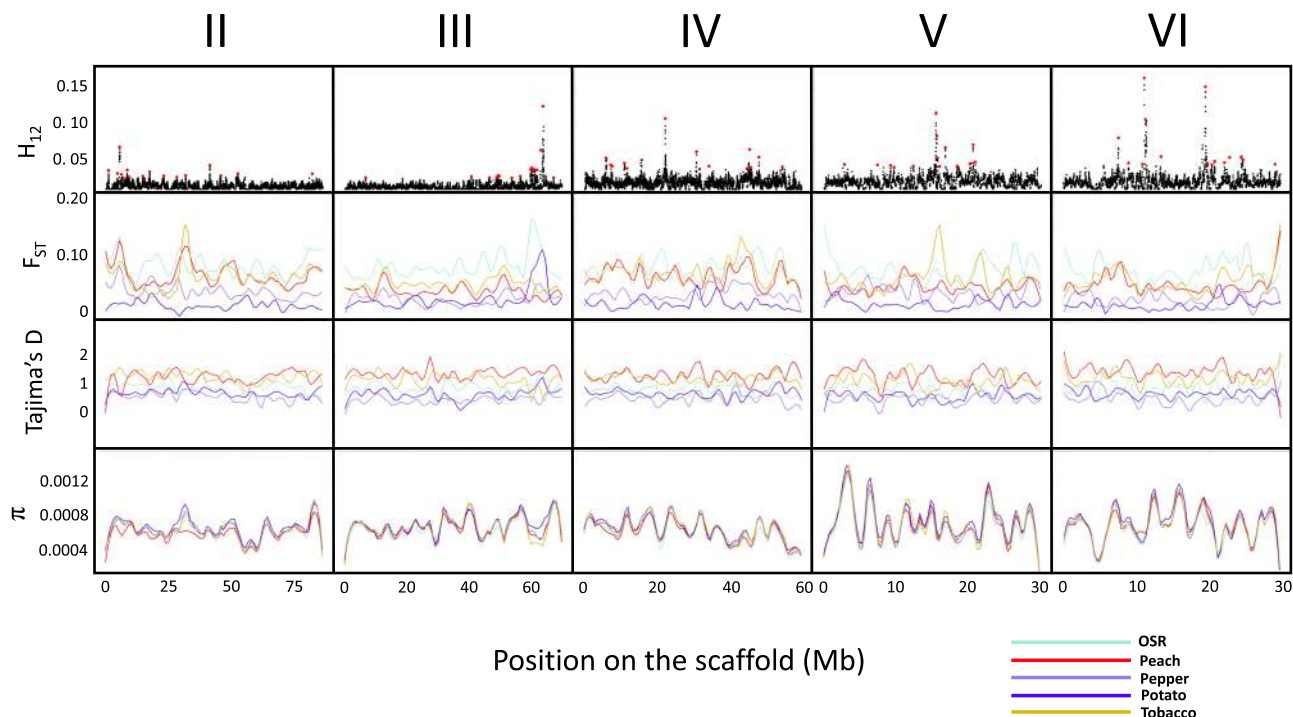 II III IV V VI
H12
0.15
0.10
0. 05
FST
0.20
0.10
0
Tajima's D
2
1
0
π
0.0012
0.0008
0.0004
0 25 50 75 0 20 40 60 0 20 40 60 0 10 20 30 0 10 20 30
Position on the scaffold (Mb)
OSR
Peach
Pepper
Potato
Tobacco